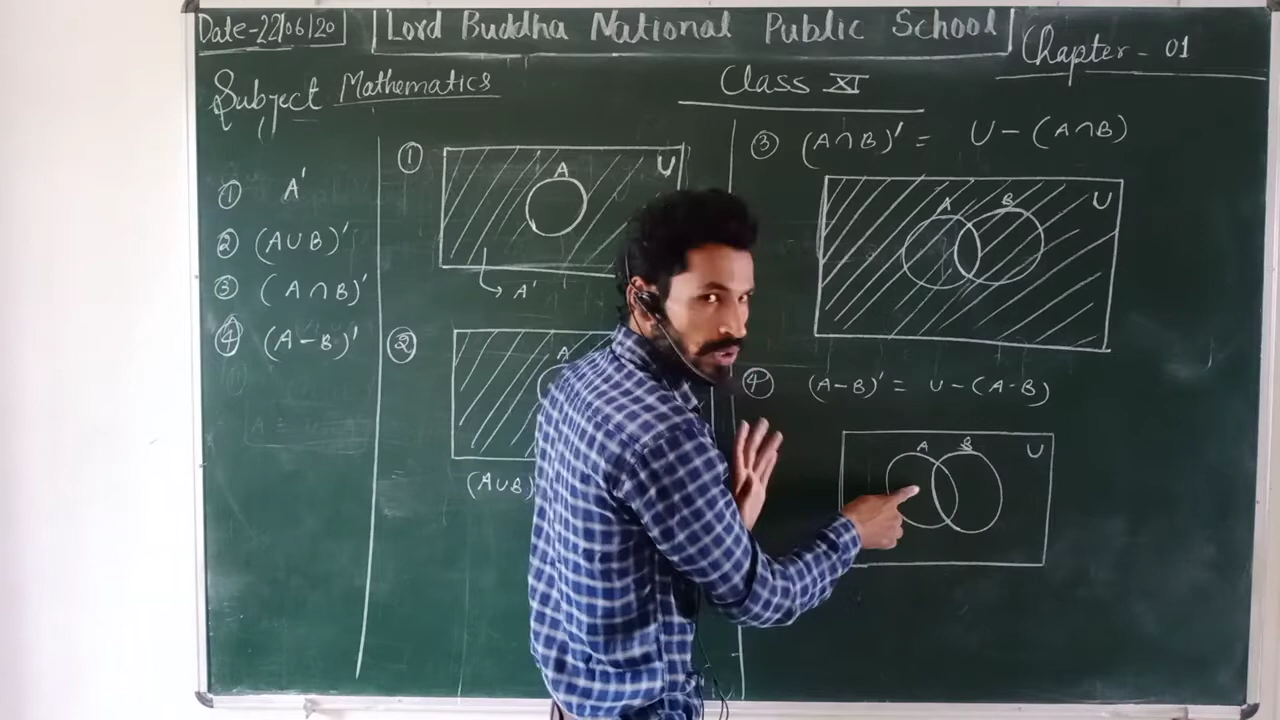 Date-22/06/20
Lord Buddha National Public School
Chapter - 01
Subject Mathematics
Class XI
① A'
② (A∪B)'
③ (A∩B)'
④ (A-B)'
①
A
U
A'
②
A
(A∪B)
③ (A∩B)' = U-(A∩B)
A B U
④ (A-B)' = U-(A-B)
A B U